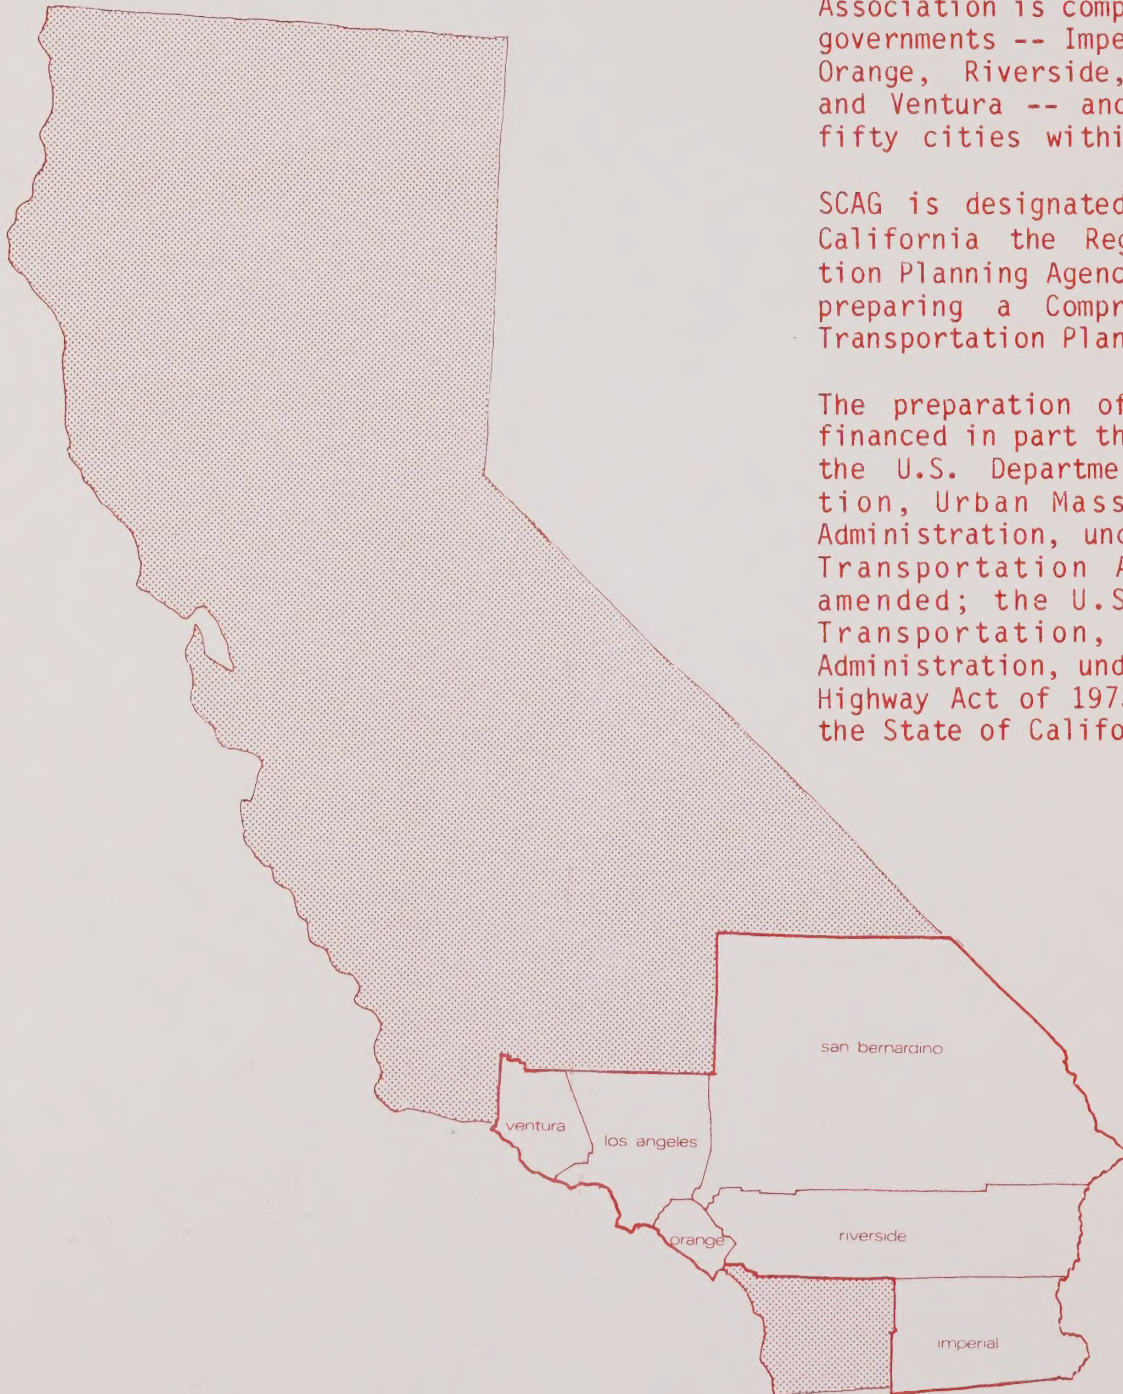 Association is comp
governments -- Impe
Orange, Riverside,
and Ventura -- and
fifty cities withi
SCAG is designated
California the Reg
tion Planning Agenc
preparing a Compr
Transportation Plan
The preparation of
financed in part th
the U.S. Departme
tion, Urban Mass
Administration, und
Transportation A
amended; the U.S
Transportation,
Administration, und
Highway Act of 197
the State of Califo
san bernardino
ventura
los angeles
orange
riverside
imperial